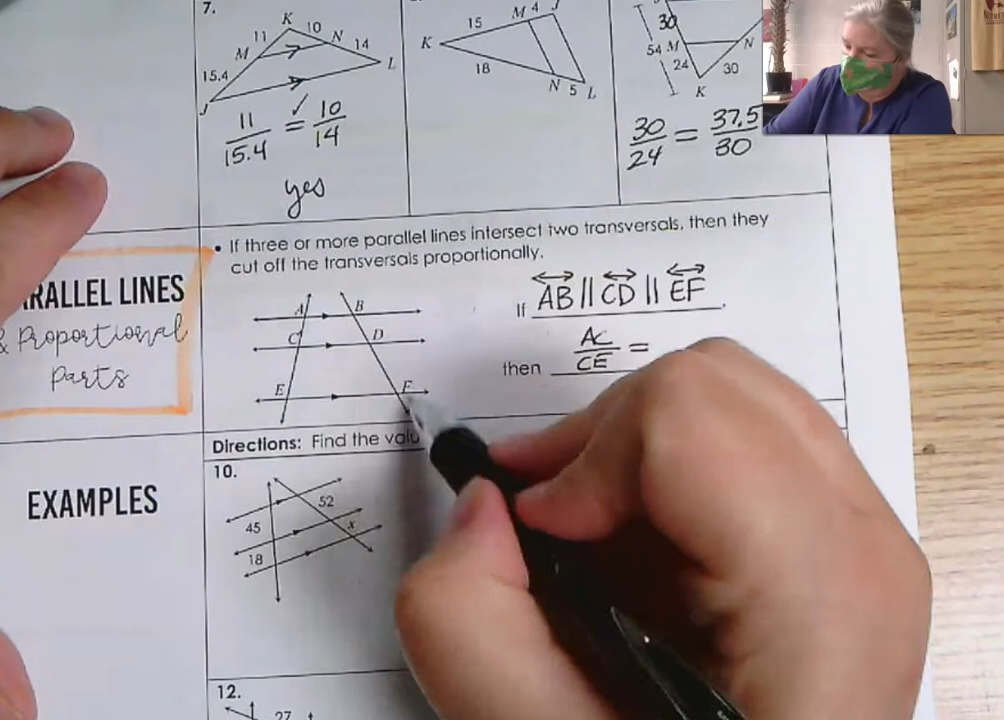 7.
K
11
10
N
14
M
15.4
J
L
11/15.4 = 10/14
✓
yes
15
M
4
J
K
18
N
5
L
30
54
M
24
N
30
K
30/24 = 37.5/30
PARALLEL LINES
& Proportional
Parts
• If three or more parallel lines intersect two transversals, then they
cut off the transversals proportionally.
A
B
C
D
E
F
If AB || CD || EF .
then AC/CE =
Directions: Find the
EXAMPLES
10.
52
45
x
18
12.
27